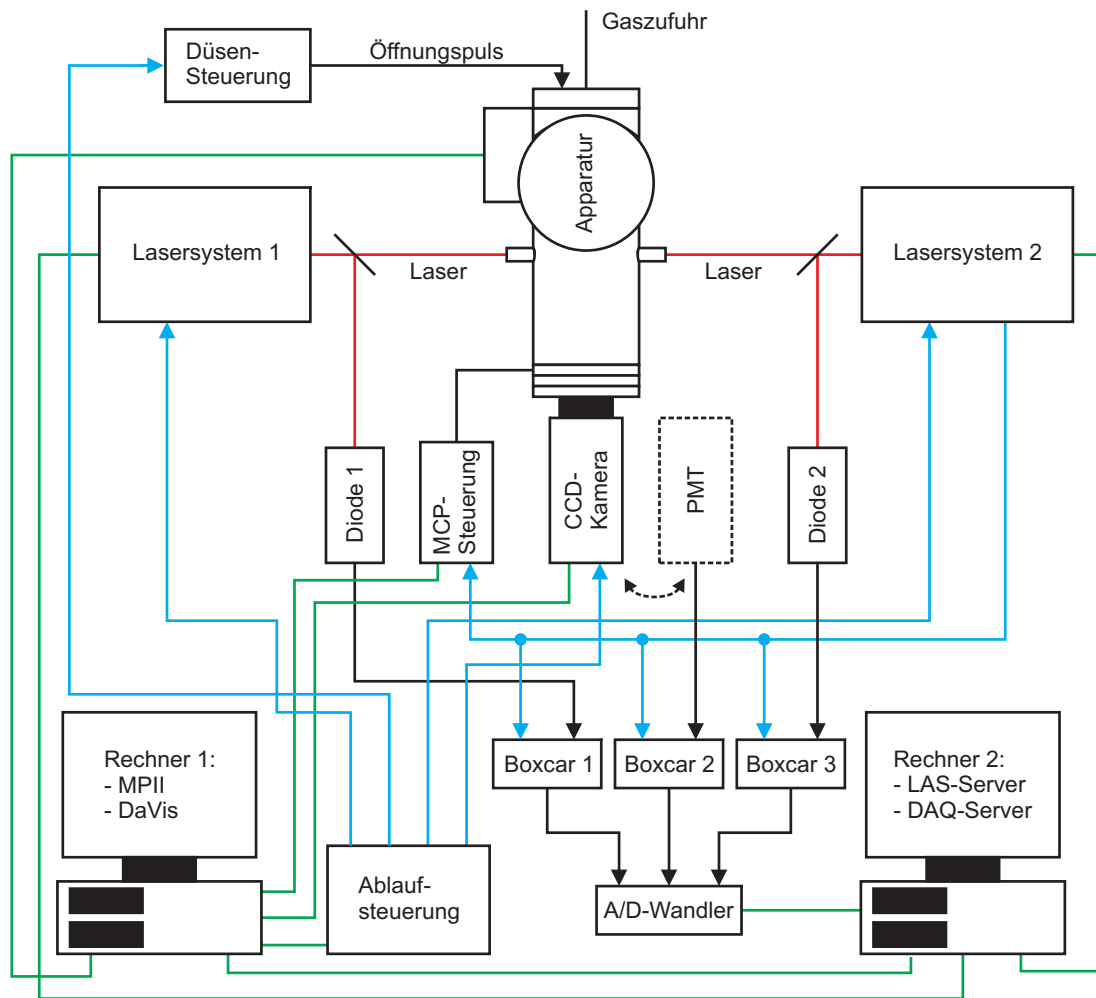 Gaszufuhr
Düsen-
Steuerung
Öffnungspuls
Apparatur
Lasersystem 1
Laser
Laser
Lasersystem 2
Diode 1
MCP-
Steuerung
CCD-
Kamera
PMT
Diode 2
Rechner 1:
- MPII
- DaVis
Boxcar 1
Boxcar 2
Boxcar 3
Rechner 2:
- LAS-Server
- DAQ-Server
Ablauf-
steuerung
A/D-Wandler